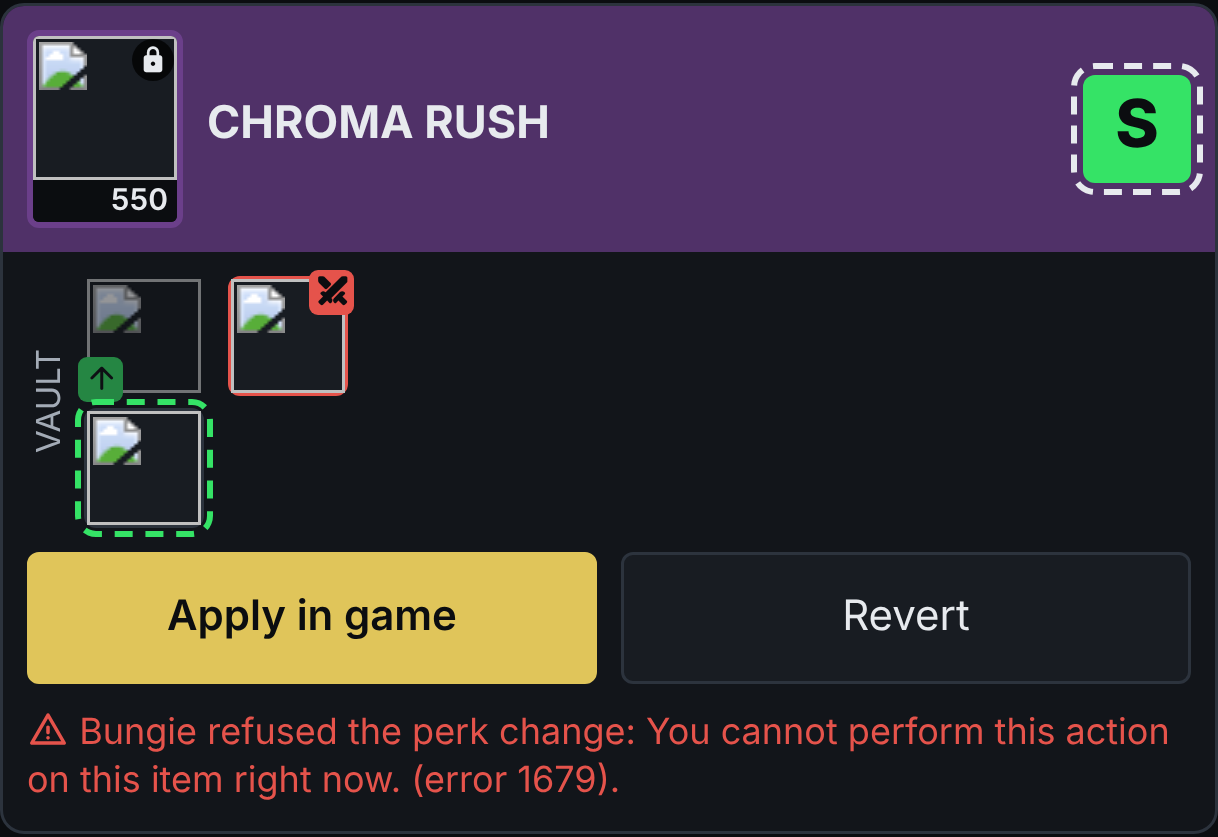 CHROMA RUSH
S
550
VAULT
Apply in game
Revert
Bungie refused the perk change: You cannot perform this action
on this item right now. (error 1679).